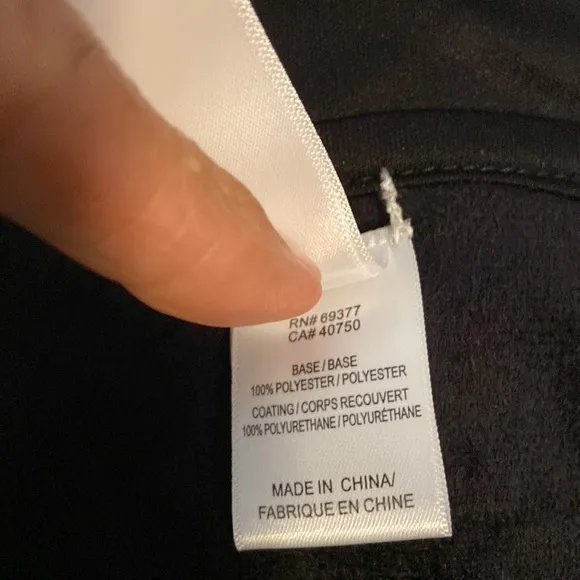 RN# 69377
CA# 40750
BASE / BASE
100% POLYESTER / POLYESTER
COATING / CORPS RECOUVERT
100% POLYURETHANE / POLYURÉTHANE
MADE IN CHINA/
FABRIQUE EN CHINE